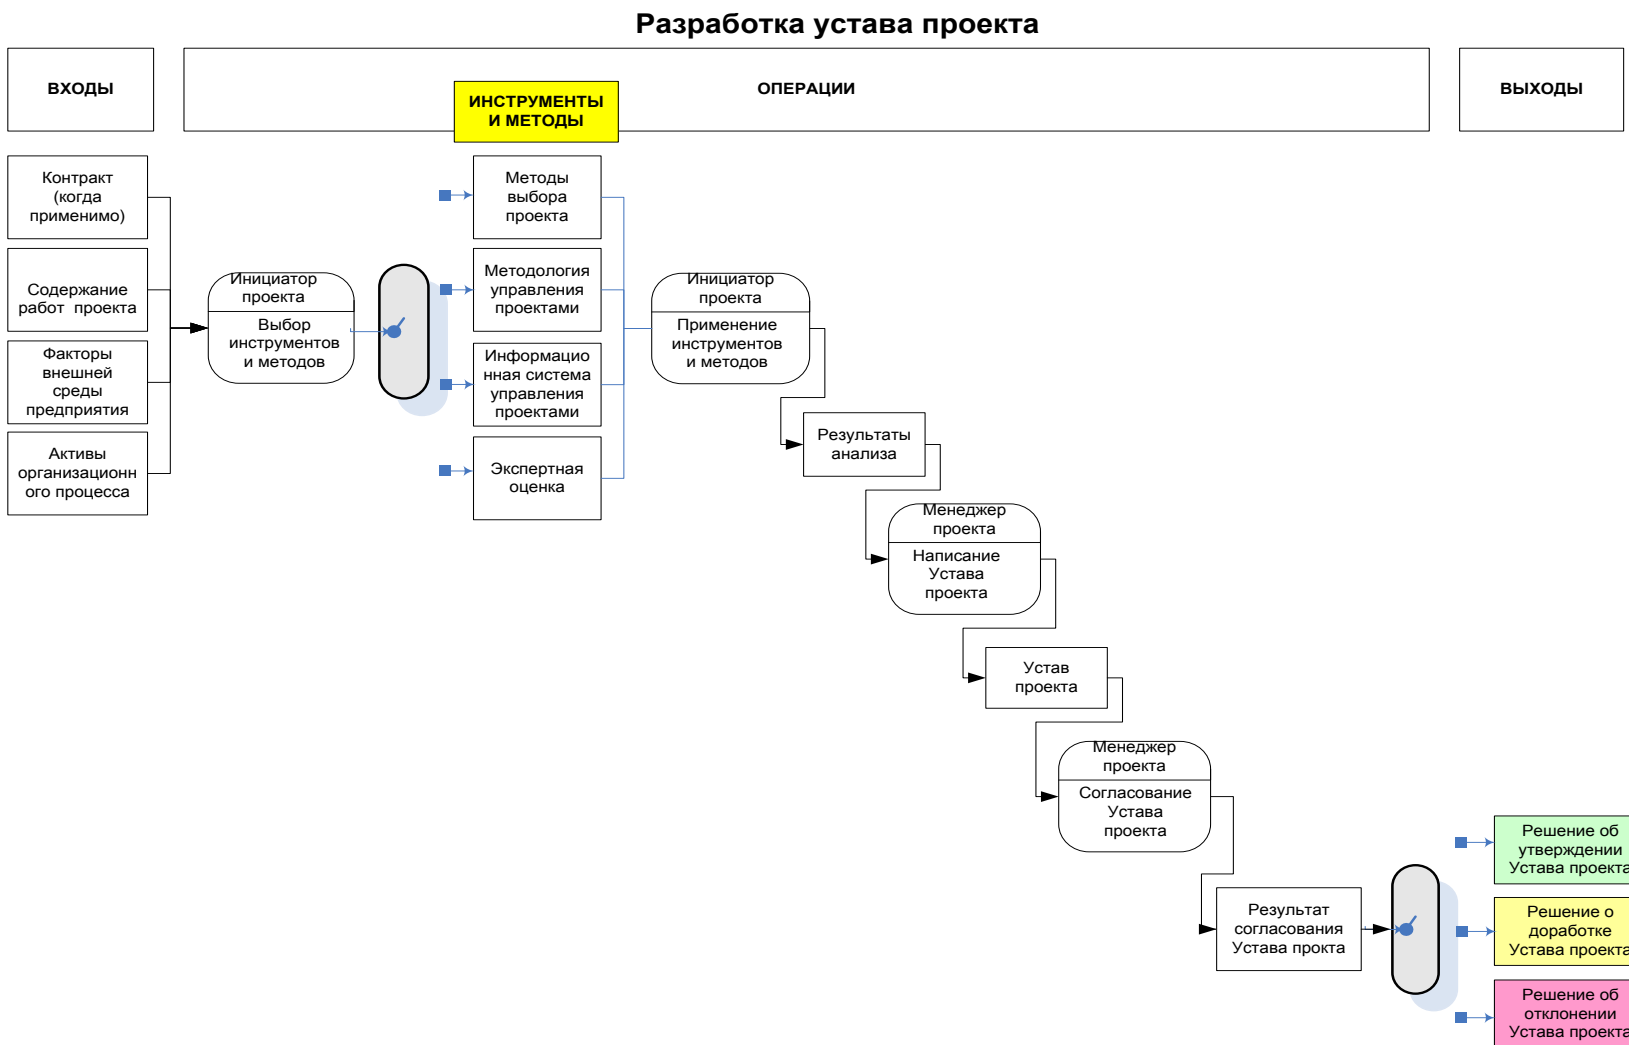 Разработка устава проекта
ВХОДЫ
ОПЕРАЦИИ
ВЫХОДЫ
ИНСТРУМЕНТЫ
И МЕТОДЫ
Контракт
(когда
применимо)
Содержание
работ проекта
Факторы
внешней
среды
предприятия
Активы
организационн
ого процесса
Инициатор
проекта
Выбор
инструментов
и методов
Методы
выбора
проекта
Методология
управления
проектами
Информацио
нная система
управления
проектами
Экспертная
оценка
Инициатор
проекта
Применение
инструментов
и методов
Результаты
анализа
Менеджер
проекта
Написание
Устава
проекта
Устав
проекта
Менеджер
проекта
Согласование
Устава
проекта
Результат
согласования
Устава прокта
Решение об
утверждении
Устава проекта
Решение о
доработке
Устава проекта
Решение об
отклонении
Устава проекта